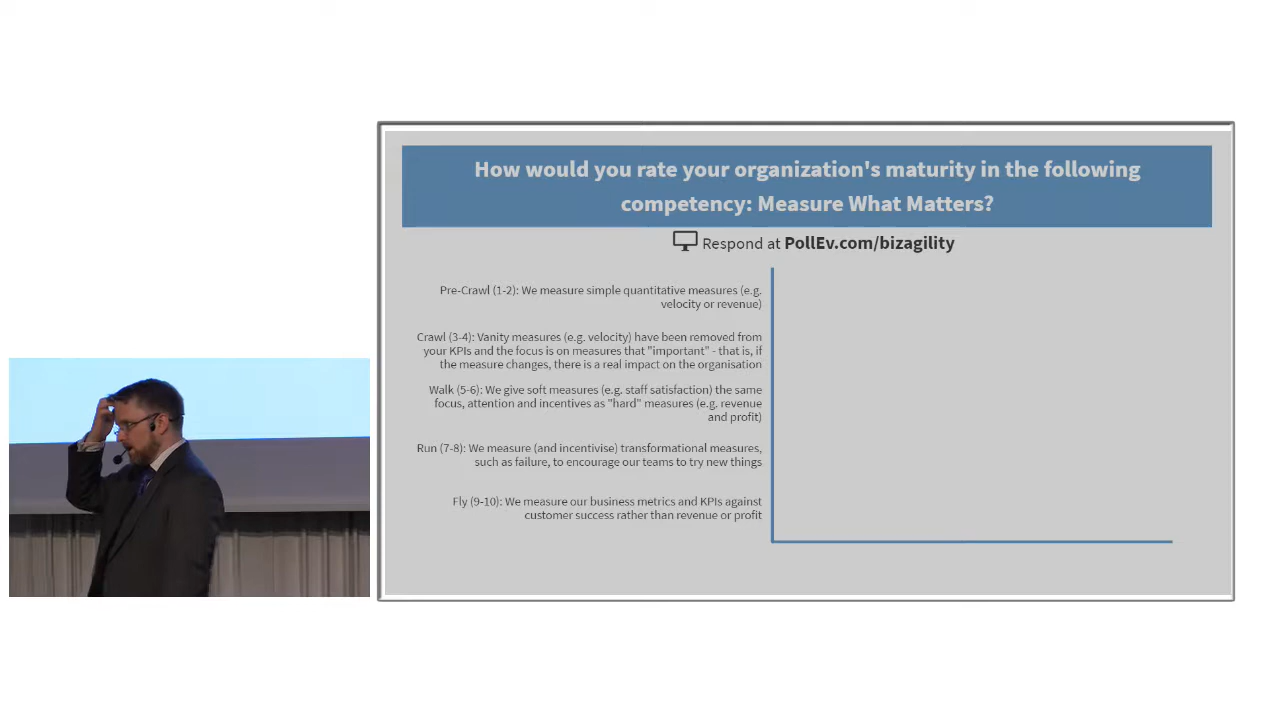 How would you rate your organization's maturity in the following
competency: Measure What Matters?
Respond at PollEv.com/bizagility
Pre-Crawl (1-2): We measure simple quantitative measures (e.g.
velocity or revenue)
Crawl (3-4): Vanity measures (e.g. velocity) have been removed from
your KPIs and the focus is on measures that "important" - that is, if
the measure changes, there is a real impact on the organisation
Walk (5-6): We give soft measures (e.g. staff satisfaction) the same
focus, attention and incentives as "hard" measures (e.g. revenue
and profit)
Run (7-8): We measure (and incentivise) transformational measures,
such as failure, to encourage our teams to try new things
Fly (9-10): We measure our business metrics and KPIs against
customer success rather than revenue or profit